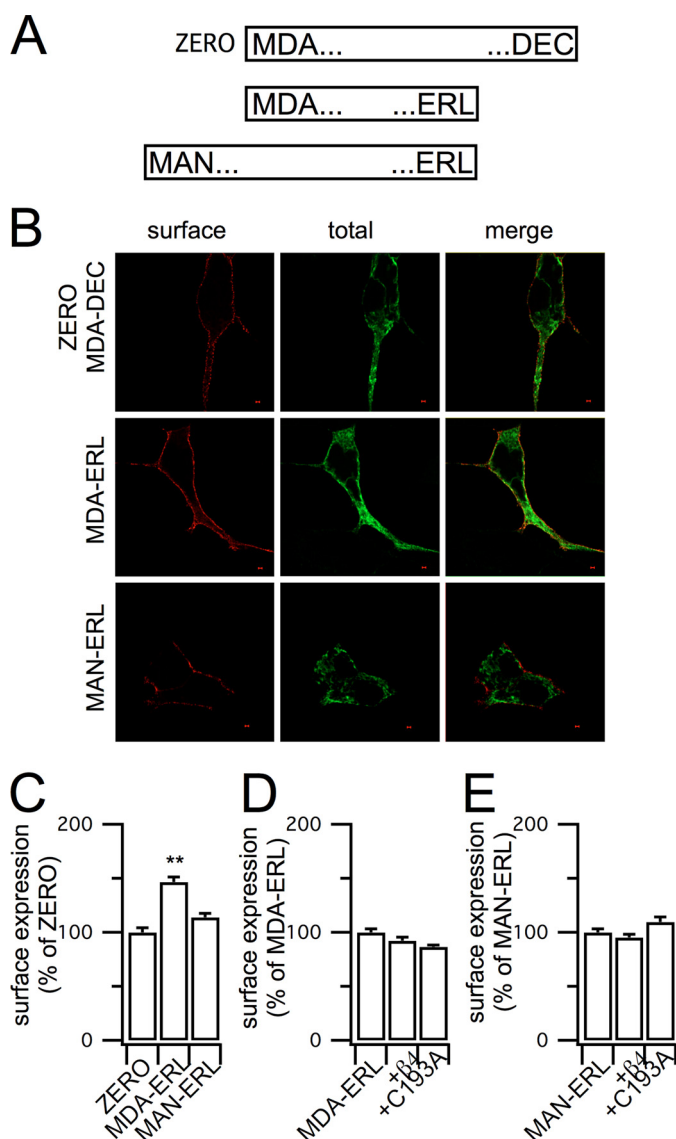 A
ZERO MDA... ...DEC
MDA... ...ERL
MAN... ...ERL
B
surface total merge
ZERO
MDA-DEC
MDA-ERL
MAN-ERL
C
surface expression
(% of ZERO)
200
100
0
**
ZERO
MDA-ERL
MAN-ERL
D
surface expression
(% of MDA-ERL)
200
100
0
MDA-ERL
+β4
+C193A
E
surface expression
(% of MAN-ERL)
200
100
0
MAN-ERL
+β4
+C193A